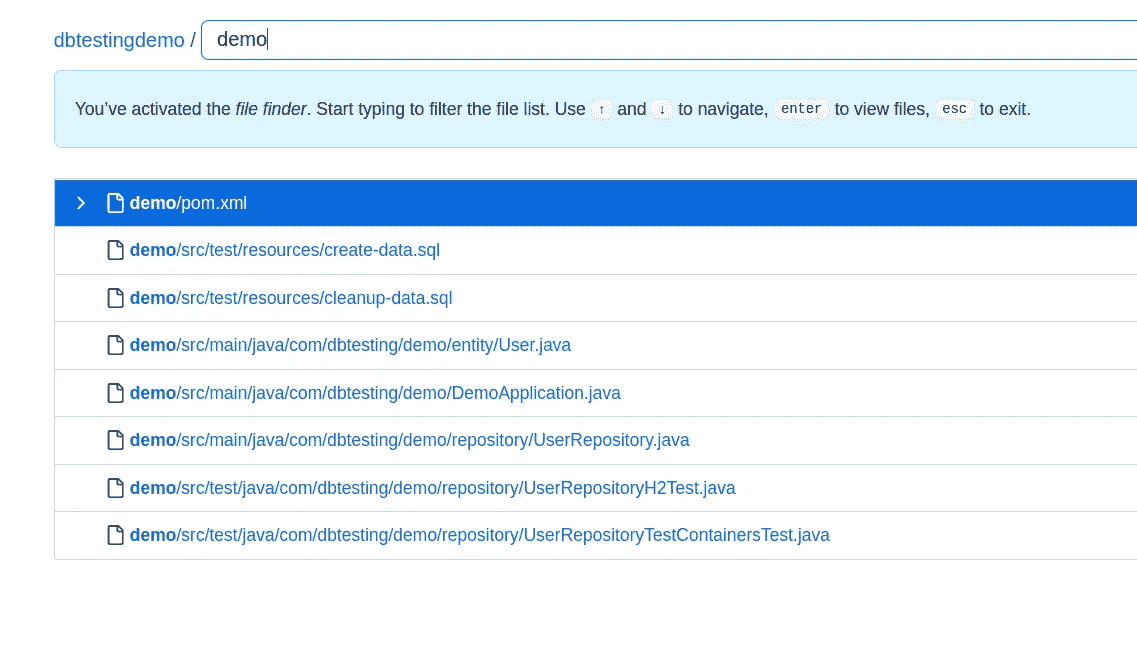 dbtestingdemo / demo
You’ve activated the file finder. Start typing to filter the file list. Use ↑ and ↓ to navigate, enter to view files, esc to exit.
demo/pom.xml
demo/src/test/resources/create-data.sql
demo/src/test/resources/cleanup-data.sql
demo/src/main/java/com/dbtesting/demo/entity/User.java
demo/src/main/java/com/dbtesting/demo/DemoApplication.java
demo/src/main/java/com/dbtesting/demo/repository/UserRepository.java
demo/src/test/java/com/dbtesting/demo/repository/UserRepositoryH2Test.java
demo/src/test/java/com/dbtesting/demo/repository/UserRepositoryTestContainersTest.java